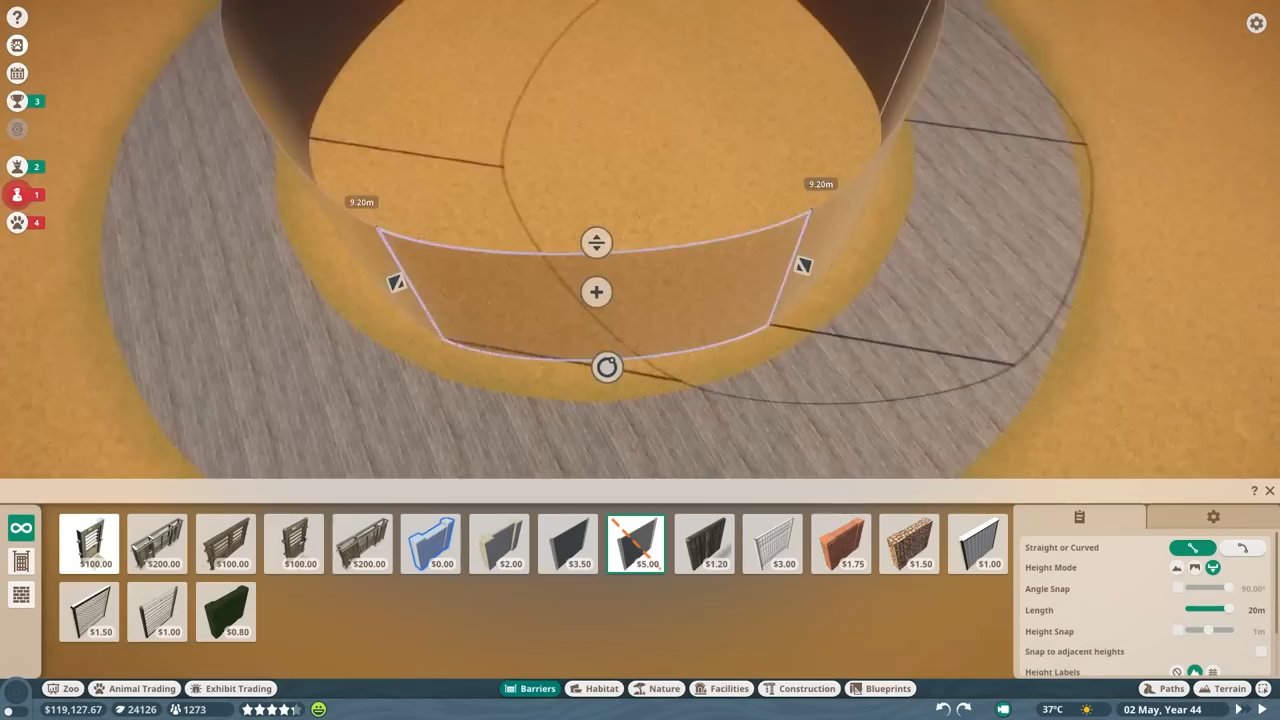 ?
3
2
1
4
9.20m
9.20m
?
$100.00
$200.00
$100.00
$100.00
$200.00
$0.00
$2.00
$3.50
$5.00
$1.20
$3.00
$1.75
$1.50
$1.00
$1.50
$1.00
$0.80
Straight or Curved
Height Mode
Angle Snap 90.00°
Length 20m
Height Snap 1m
Snap to adjacent heights
Height Labels
Zoo
Animal Trading
Exhibit Trading
Barriers
Habitat
Nature
Facilities
Construction
Blueprints
Paths
Terrain
$119,127.67
24126
1273
37°C
02 May, Year 44